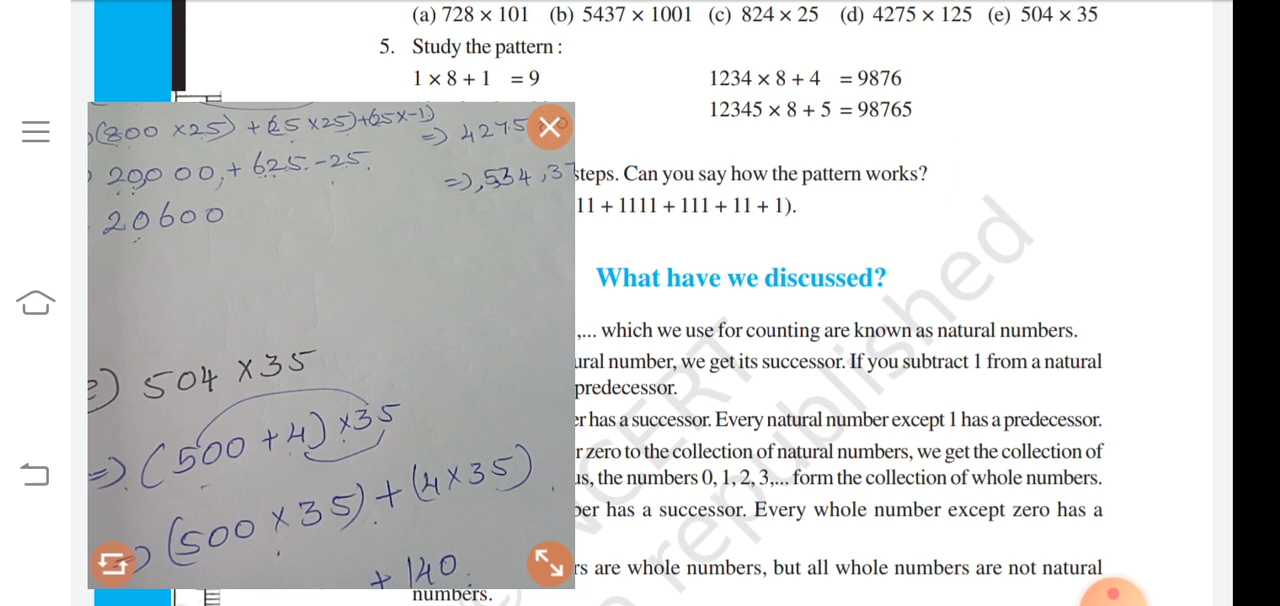 (a) 728 × 101 (b) 5437 × 1001 (c) 824 × 25 (d) 4275 × 125 (e) 504 × 35
5. Study the pattern :
1 × 8 + 1 = 9
1234 × 8 + 4 = 9876
12345 × 8 + 5 = 98765
steps. Can you say how the pattern works?
11 + 1111 + 111 + 11 + 1).
What have we discussed?
,... which we use for counting are known as natural numbers.
ural number, we get its successor. If you subtract 1 from a natural
predecessor.
er has a successor. Every natural number except 1 has a predecessor.
r zero to the collection of natural numbers, we get the collection of
us, the numbers 0, 1, 2, 3,... form the collection of whole numbers.
ber has a successor. Every whole number except zero has a
rs are whole numbers, but all whole numbers are not natural
numbers.
(800 × 25) + (25 × 25) + (25 × -1)
20000 + 625 - 25
20600
=) 4275
=) 534,37
e) 504 × 35
=) (500 + 4) × 35
=) (500 × 35) + (4 × 35)
+ 140
NCERT
republished